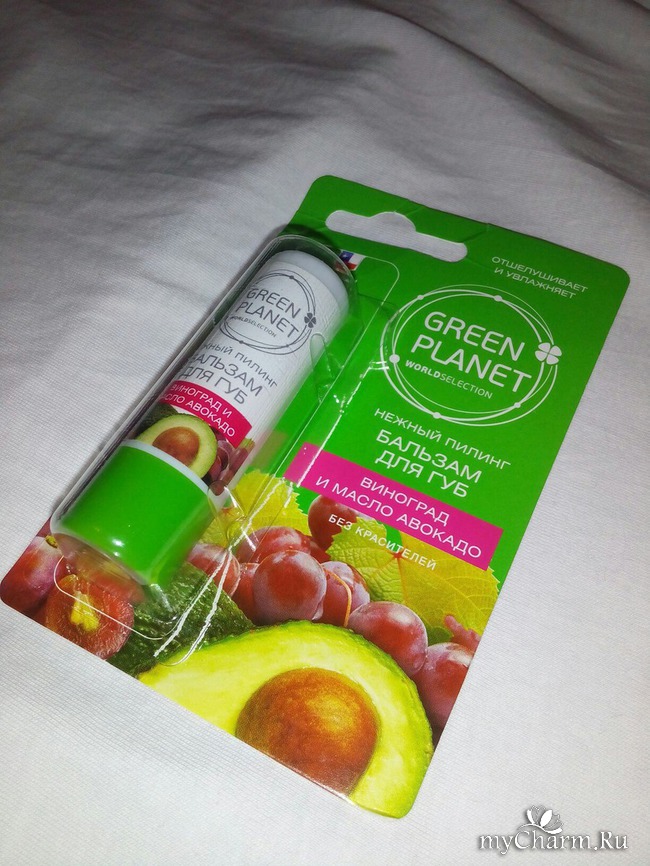 ОТШЕЛУШИВАЕТ
И УВЛАЖНЯЕТ
GREEN
PLANET
WORLDSELECTION
НЕЖНЫЙ ПИЛИНГ
БАЛЬЗАМ
ДЛЯ ГУБ
ВИНОГРАД
И МАСЛО АВОКАДО
БЕЗ КРАСИТЕЛЕЙ
GREEN
PLANET
WORLDSELECTION
НЕЖНЫЙ ПИЛИНГ
БАЛЬЗАМ
ДЛЯ ГУБ
ВИНОГРАД И
МАСЛО АВОКАДО
myCharm.Ru